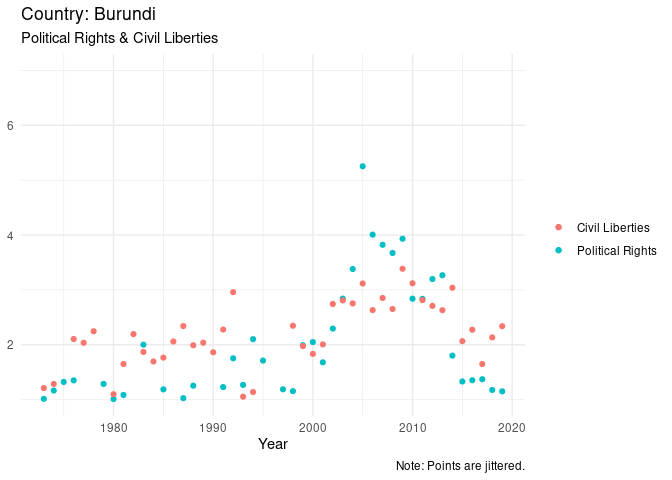 Country: Burundi
Political Rights & Civil Liberties
6
4
2
1980 1990 2000 2010 2020
Year
Civil Liberties
Political Rights
Note: Points are jittered.